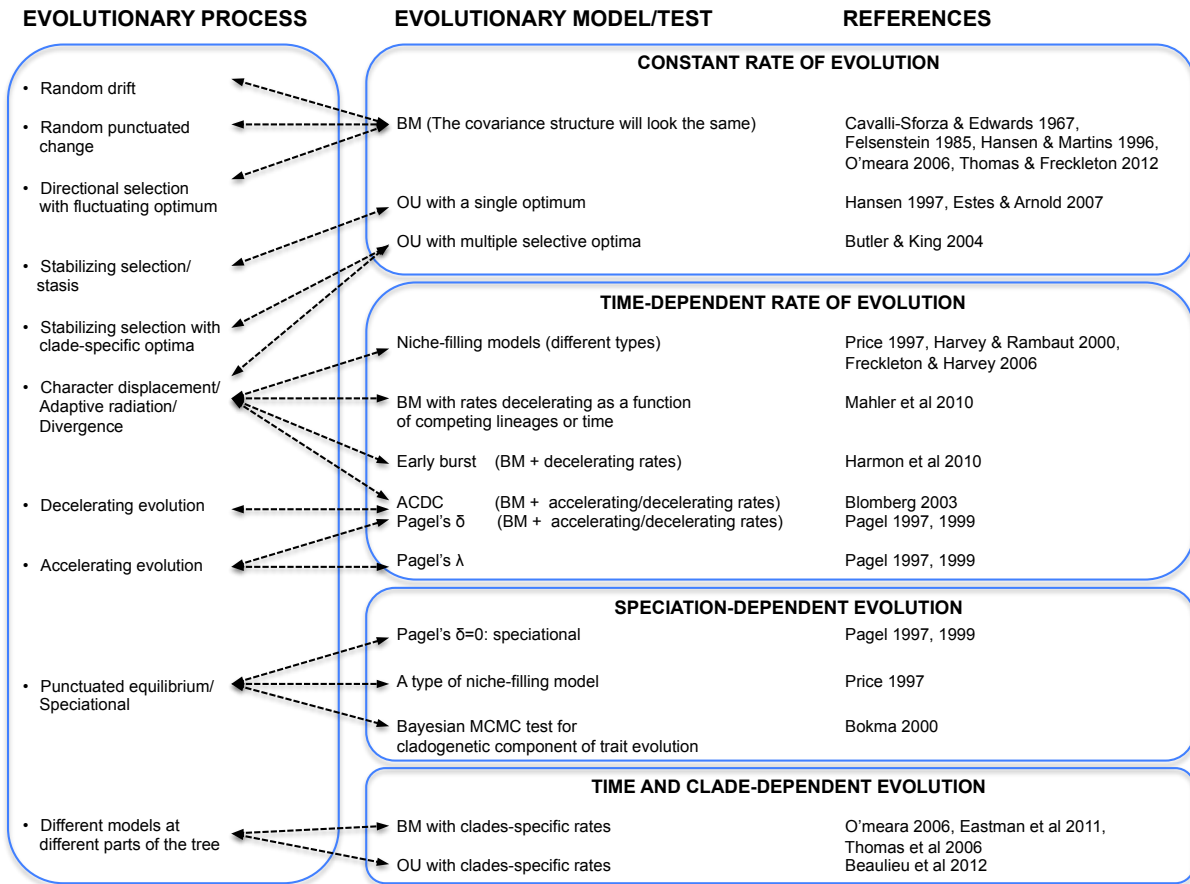 EVOLUTIONARY PROCESS
EVOLUTIONARY MODEL/TEST
REFERENCES
• Random drift
• Random punctuated
change
• Directional selection
with fluctuating optimum
• Stabilizing selection/
stasis
• Stabilizing selection with
clade-specific optima
• Character displacement/
Adaptive radiation/
Divergence
• Decelerating evolution
• Accelerating evolution
• Punctuated equilibrium/
Speciational
• Different models at
different parts of the tree
CONSTANT RATE OF EVOLUTION
BM (The covariance structure will look the same)
Cavalli-Sforza & Edwards 1967,
Felsenstein 1985, Hansen & Martins 1996,
O'meara 2006, Thomas & Freckleton 2012
OU with a single optimum
Hansen 1997, Estes & Arnold 2007
OU with multiple selective optima
Butler & King 2004
TIME-DEPENDENT RATE OF EVOLUTION
Niche-filling models (different types)
Price 1997, Harvey & Rambaut 2000,
Freckleton & Harvey 2006
BM with rates decelerating as a function
of competing lineages or time
Mahler et al 2010
Early burst (BM + decelerating rates)
Harmon et al 2010
ACDC (BM + accelerating/decelerating rates)
Blomberg 2003
Pagel's δ (BM + accelerating/decelerating rates)
Pagel 1997, 1999
Pagel's λ
Pagel 1997, 1999
SPECIATION-DEPENDENT EVOLUTION
Pagel's δ=0: speciational
Pagel 1997, 1999
A type of niche-filling model
Price 1997
Bayesian MCMC test for
cladogenetic component of trait evolution
Bokma 2000
TIME AND CLADE-DEPENDENT EVOLUTION
BM with clades-specific rates
O'meara 2006, Eastman et al 2011,
Thomas et al 2006
OU with clades-specific rates
Beaulieu et al 2012